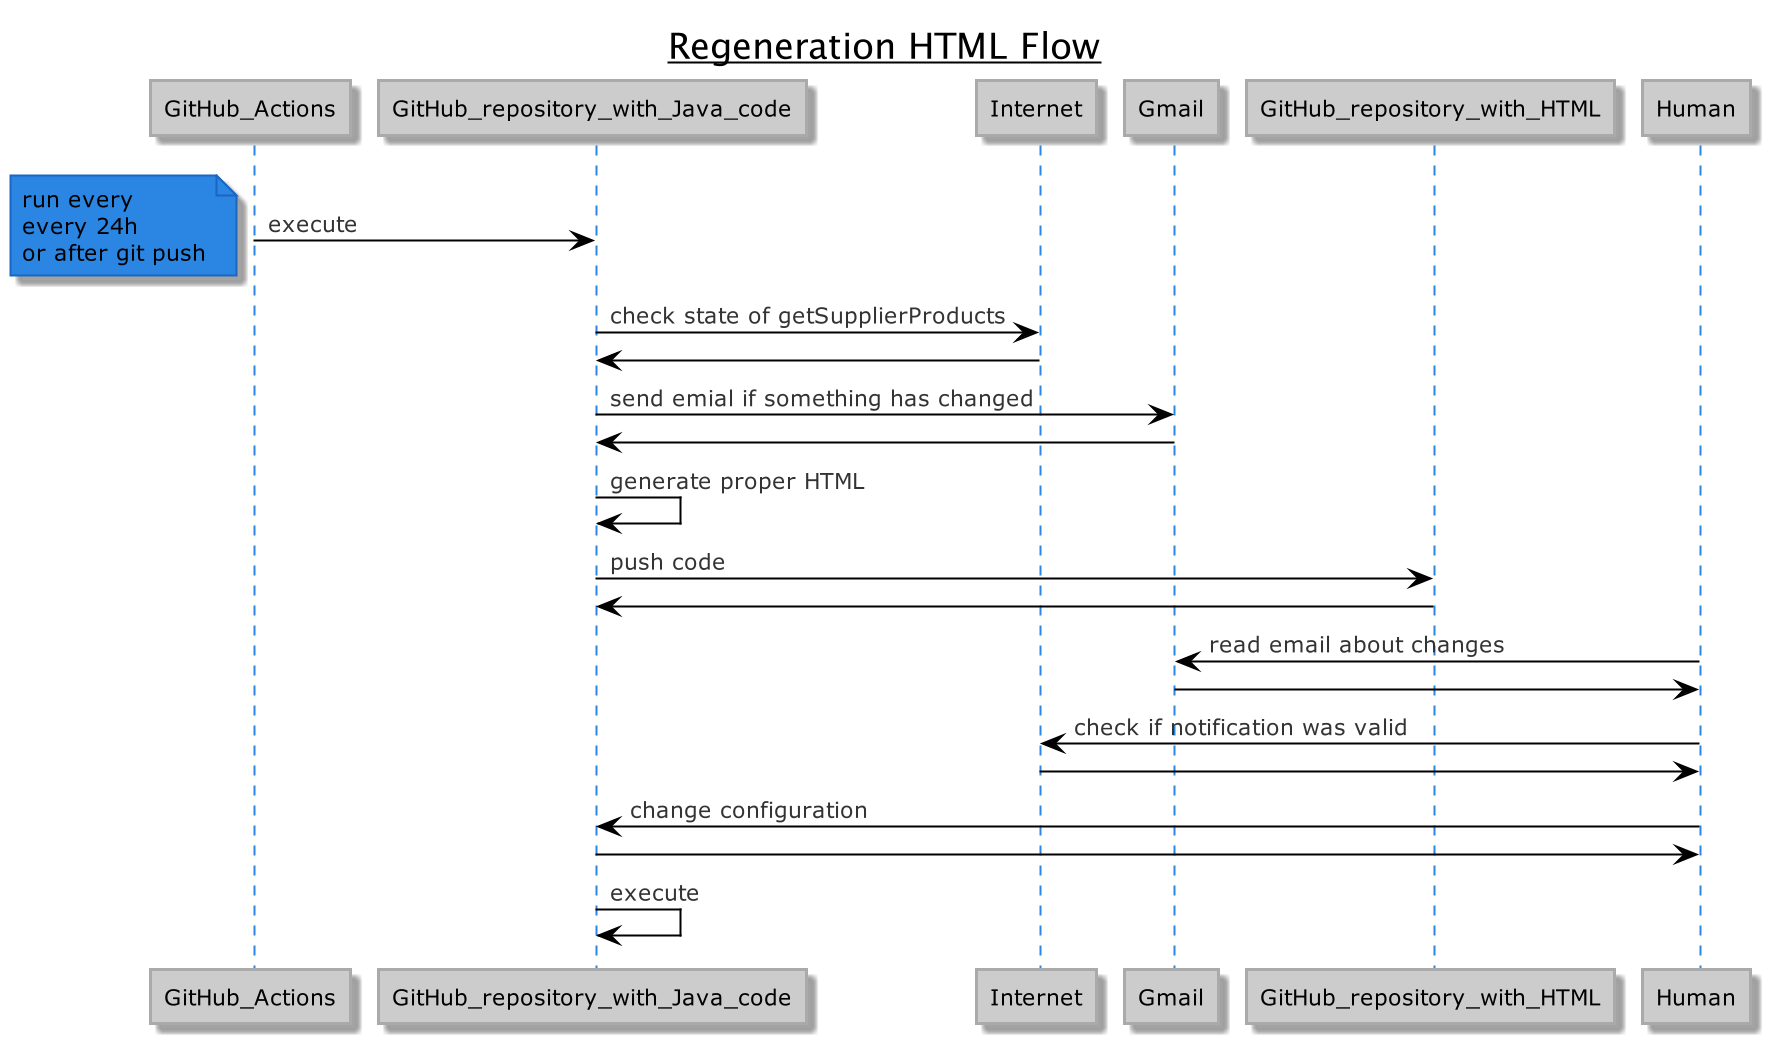 Regeneration HTML Flow
GitHub_Actions
GitHub_repository_with_Java_code
Internet
Gmail
GitHub_repository_with_HTML
Human
run every
every 24h
or after git push
execute
check state of getSupplierProducts
send emial if something has changed
generate proper HTML
push code
read email about changes
check if notification was valid
change configuration
execute
GitHub_Actions
GitHub_repository_with_Java_code
Internet
Gmail
GitHub_repository_with_HTML
Human